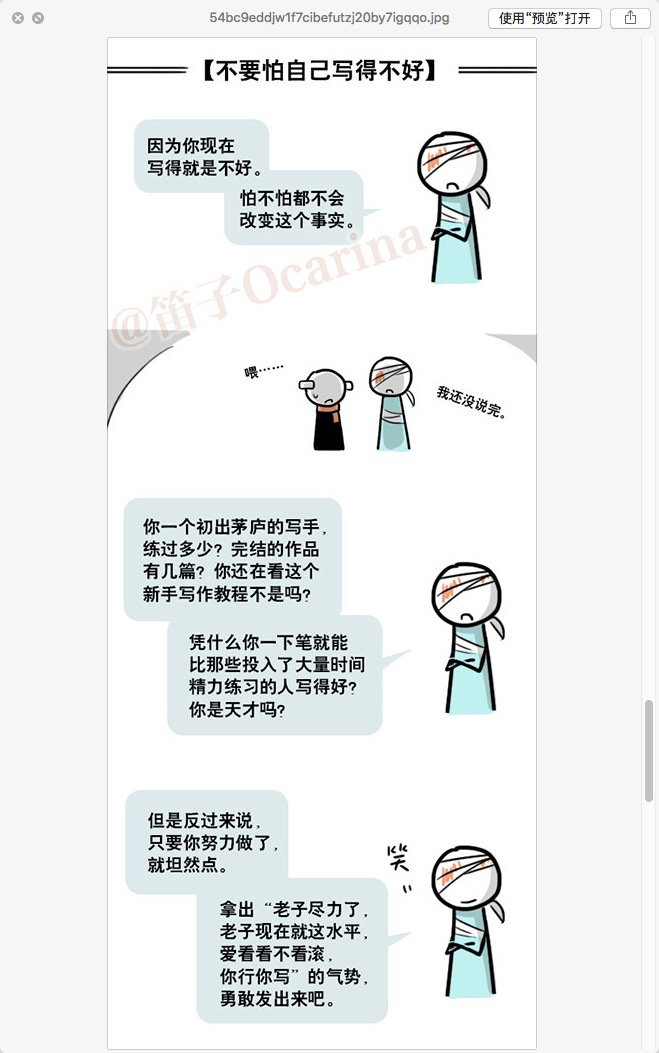 54bc9eddjw1f7cibefutzj20by7igqqo.jpg
使用“预览”打开
【不要怕自己写得不好】
因为你现在
写得就是不好。
怕不怕都不会
改变这个事实。
@笛子Ocarina
喂……
我还没说完。
你一个初出茅庐的写手，
练过多少？完结的作品
有几篇？你还在看这个
新手写作教程不是吗？
凭什么你一下笔就能
比那些投入了大量时间
精力练习的人写得好？
你是天才吗？
但是反过来说，
只要你努力做了，
就坦然点。
笑
拿出“老子尽力了，
老子现在就这水平，
爱看看不看滚，
你行你写”的气势，
勇敢发出来吧。